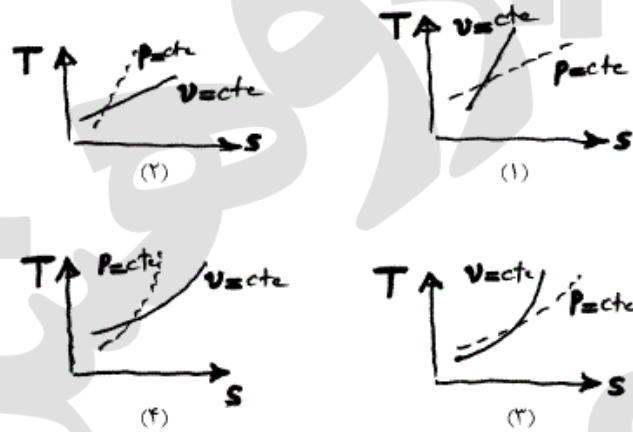 T v=cte p=cte s
(۱)
T p=cte v=cte s
(۲)
T v=cte p=cte s
(۳)
T p=cte v=cte s
(۴)